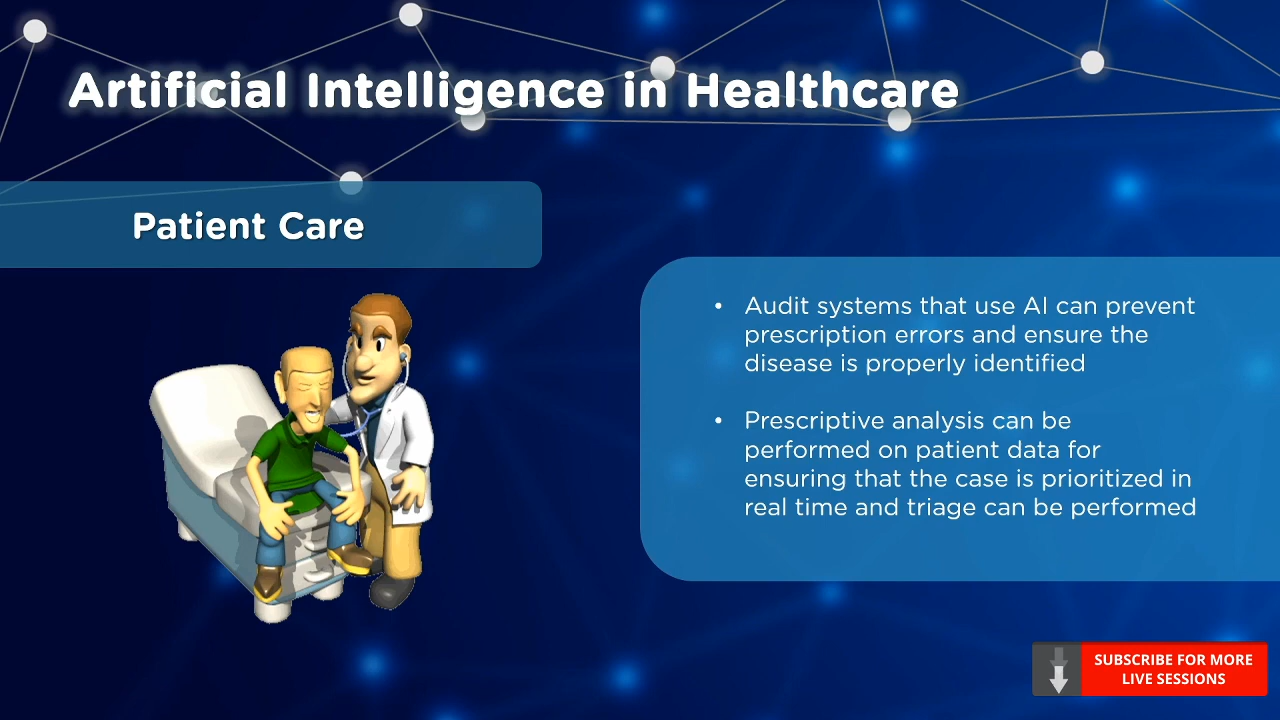 Artificial Intelligence in Healthcare
Patient Care
• Audit systems that use AI can prevent
prescription errors and ensure the
disease is properly identified
• Prescriptive analysis can be
performed on patient data for
ensuring that the case is prioritized in
real time and triage can be performed
SUBSCRIBE FOR MORE
LIVE SESSIONS